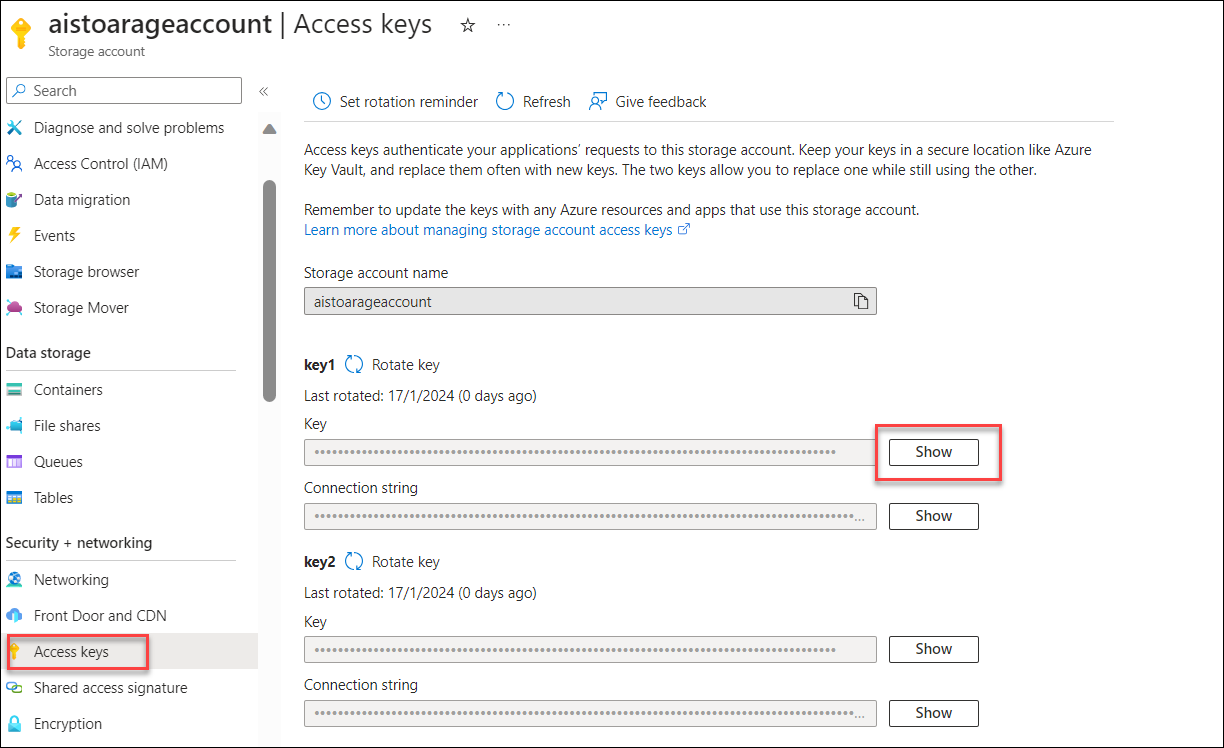 aistoarageaccount | Access keys ☆ ···
Storage account
Search «
Diagnose and solve problems
Access Control (IAM)
Data migration
Events
Storage browser
Storage Mover
Data storage
Containers
File shares
Queues
Tables
Security + networking
Networking
Front Door and CDN
Access keys
Shared access signature
Encryption
Set rotation reminder Refresh Give feedback
Access keys authenticate your applications' requests to this storage account. Keep your keys in a secure location like Azure
Key Vault, and replace them often with new keys. The two keys allow you to replace one while still using the other.
Remember to update the keys with any Azure resources and apps that use this storage account.
Learn more about managing storage account access keys
Storage account name
aistoarageaccount
key1 Rotate key
Last rotated: 17/1/2024 (0 days ago)
Key
Show
Connection string
Show
key2 Rotate key
Last rotated: 17/1/2024 (0 days ago)
Key
Show
Connection string
Show